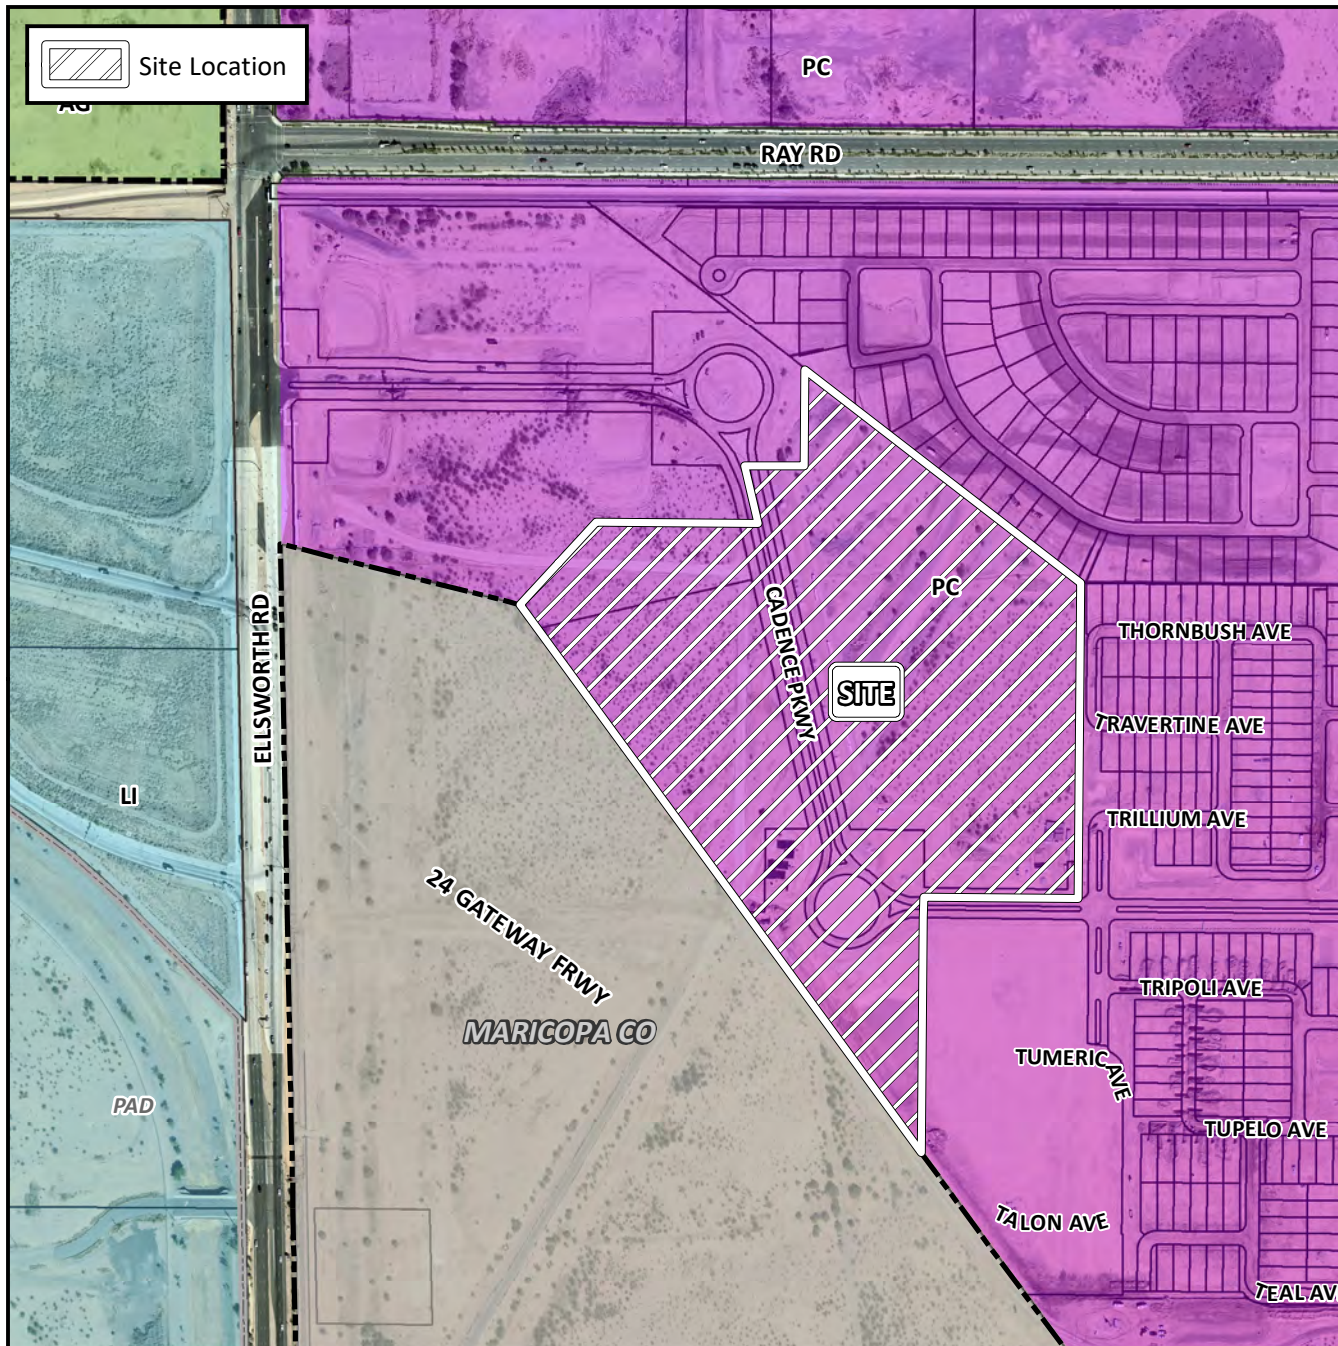 Site Location
AG
PC
RAY RD
ELLSWORTH RD
PC
CADENCE PKWY
SITE
THORNBUSH AVE
TRAVERTINE AVE
TRILLIUM AVE
LI
24 GATEWAY FRWY
MARICOPA CO
TRIPOLI AVE
TUMERIC AVE
PAD
TUPELO AVE
TALON AVE
TEAL AV